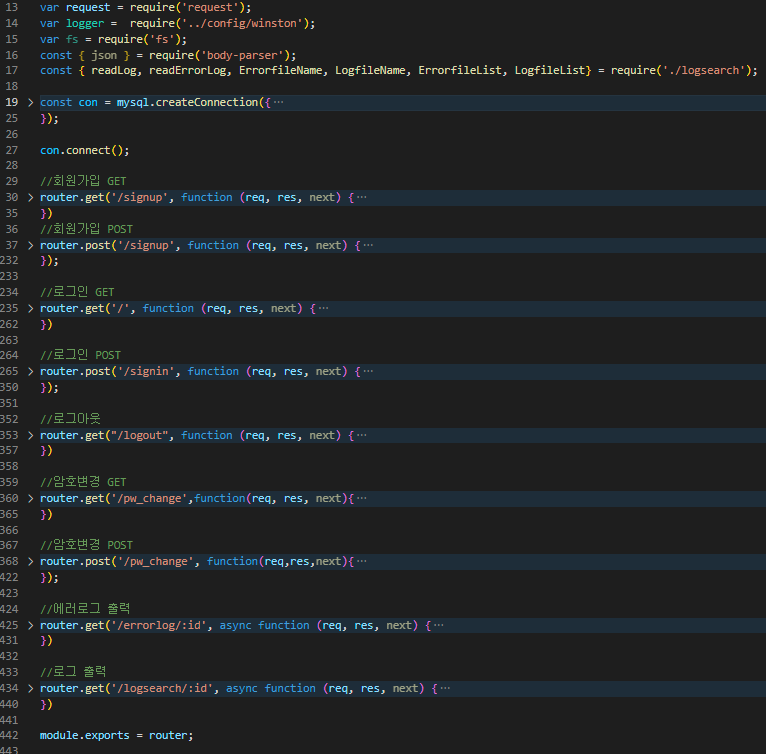 13 var request = require('request');
14 var logger =  require('../config/winston');
15 var fs = require('fs');
16 const { json } = require('body-parser');
17 const { readLog, readErrorLog, ErrorfileName, LogfileName, ErrorfileList, LogfileList} = require('./logsearch');
18
19 > const con = mysql.createConnection({ ⋯
25 });
26
27 con.connect();
28
29 //회원가입 GET
30 > router.get('/signup', function (req, res, next) { ⋯
35 })
36 //회원가입 POST
37 > router.post('/signup', function (req, res, next) { ⋯
232 });
233
234 //로그인 GET
235 > router.get('/', function (req, res, next) { ⋯
262 })
263
264 //로그인 POST
265 > router.post('/signin', function (req, res, next) { ⋯
350 });
351
352 //로그아웃
353 > router.get("/logout", function (req, res, next) { ⋯
357 })
358
359 //암호변경 GET
360 > router.get('/pw_change',function(req, res, next){ ⋯
365 })
366
367 //암호변경 POST
368 > router.post('/pw_change', function(req,res,next){ ⋯
422 });
423
424 //에러로그 출력
425 > router.get('/errorlog/:id', async function (req, res, next) { ⋯
431 })
432
433 //로그 출력
434 > router.get('/logsearch/:id', async function (req, res, next) { ⋯
440 })
441
442 module.exports = router;
443